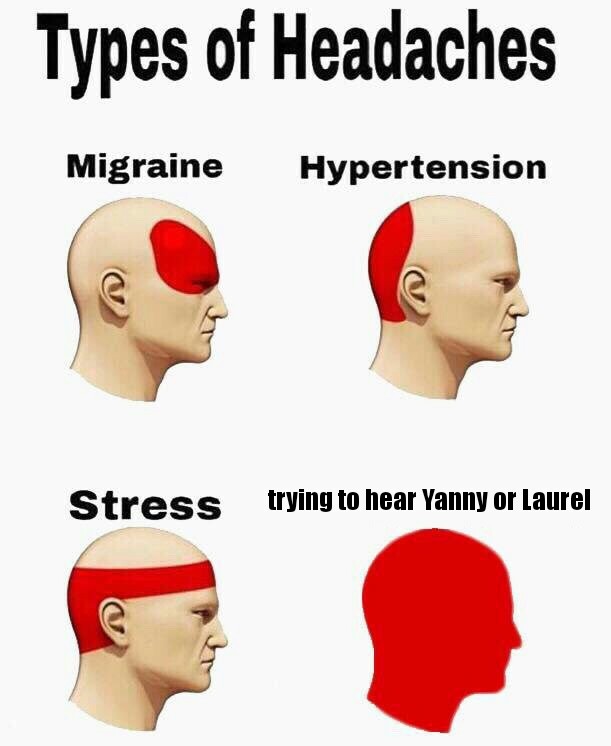 Types of Headaches
Migraine
Hypertension
Stress
trying to hear Yanny or Laurel